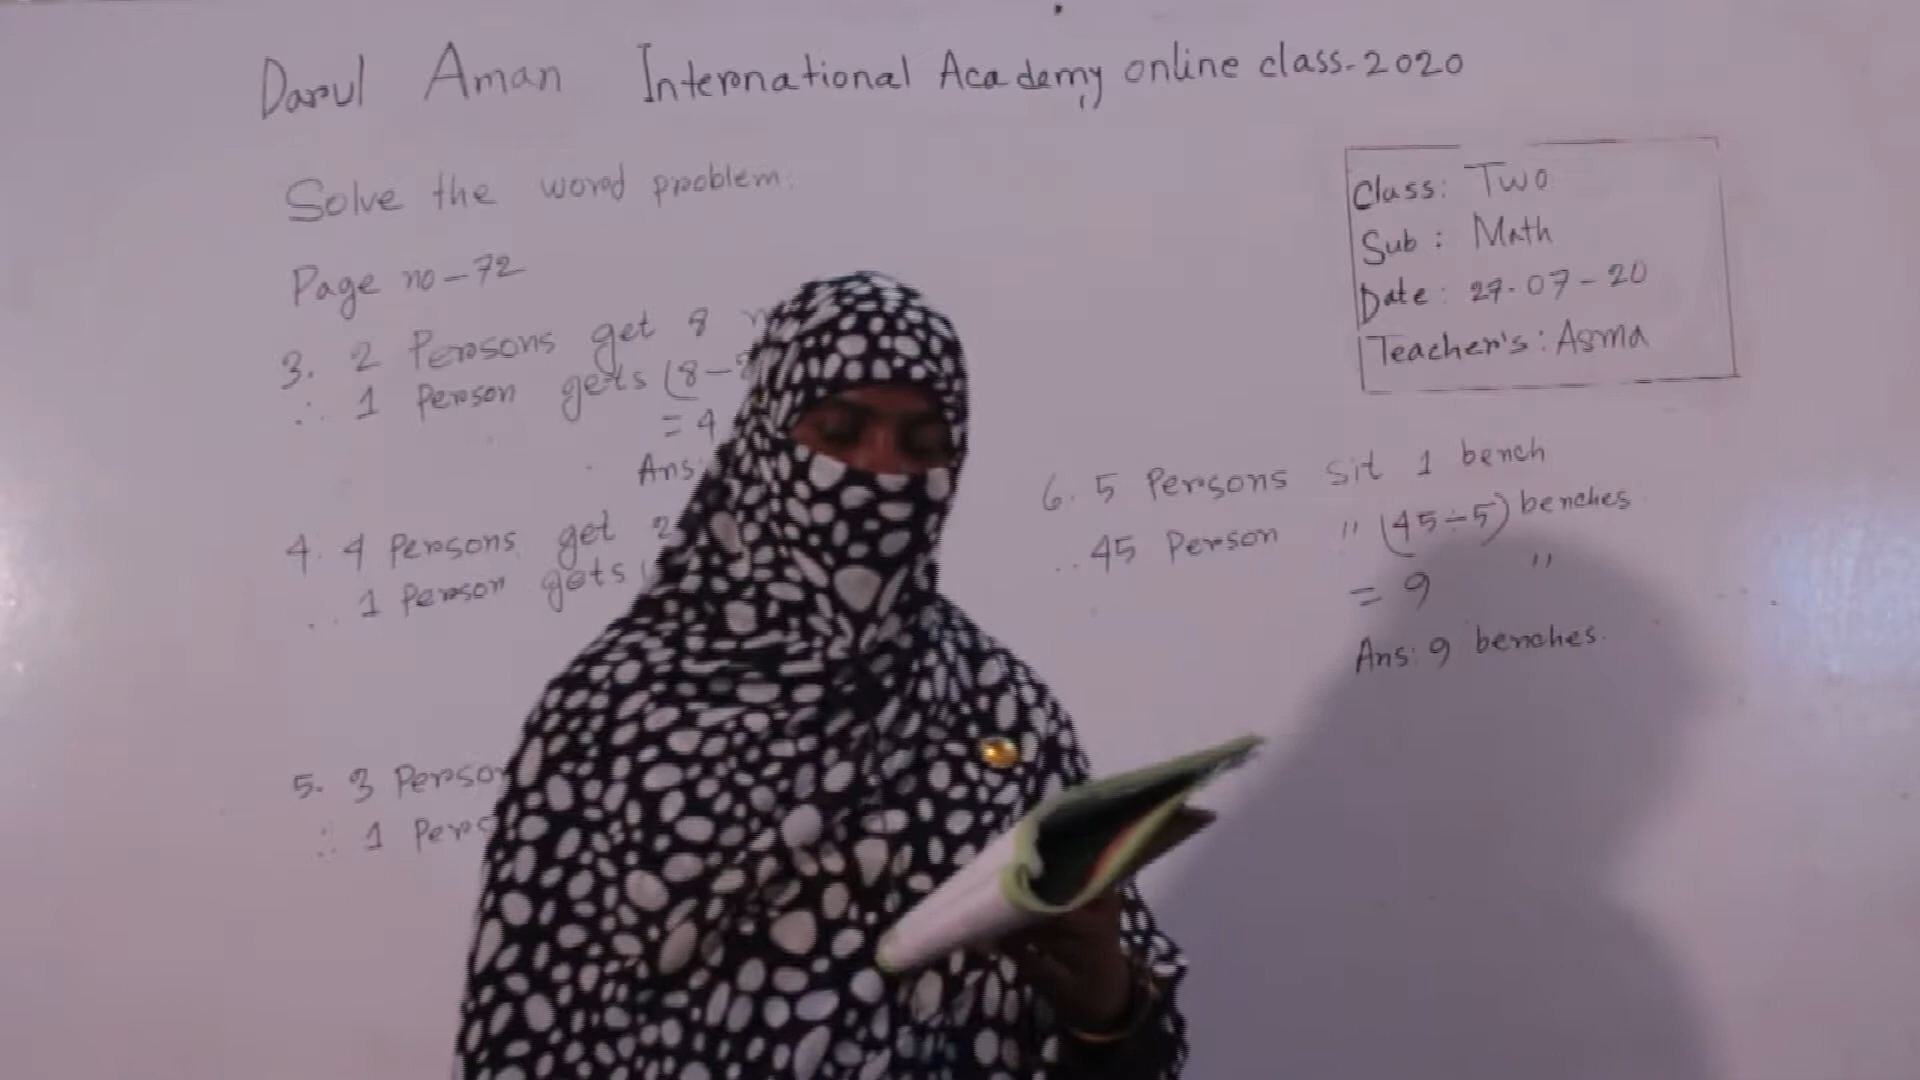 Darul Aman International Academy online class-2020
Class: Two
Sub: Math
Date: 27-07-20
Teacher's: Asma
Solve the word problem:
Page no-72
3. 2 Persons get 8
∴ 1 Person gets (8-
= 4
Ans
4. 4 Persons get 2
∴ 1 Person gets (
5. 3 Person
∴ 1 Pers
6. 5 Persons sit 1 bench
∴ 45 Person " (45÷5) benches
= 9 "
Ans: 9 benches.